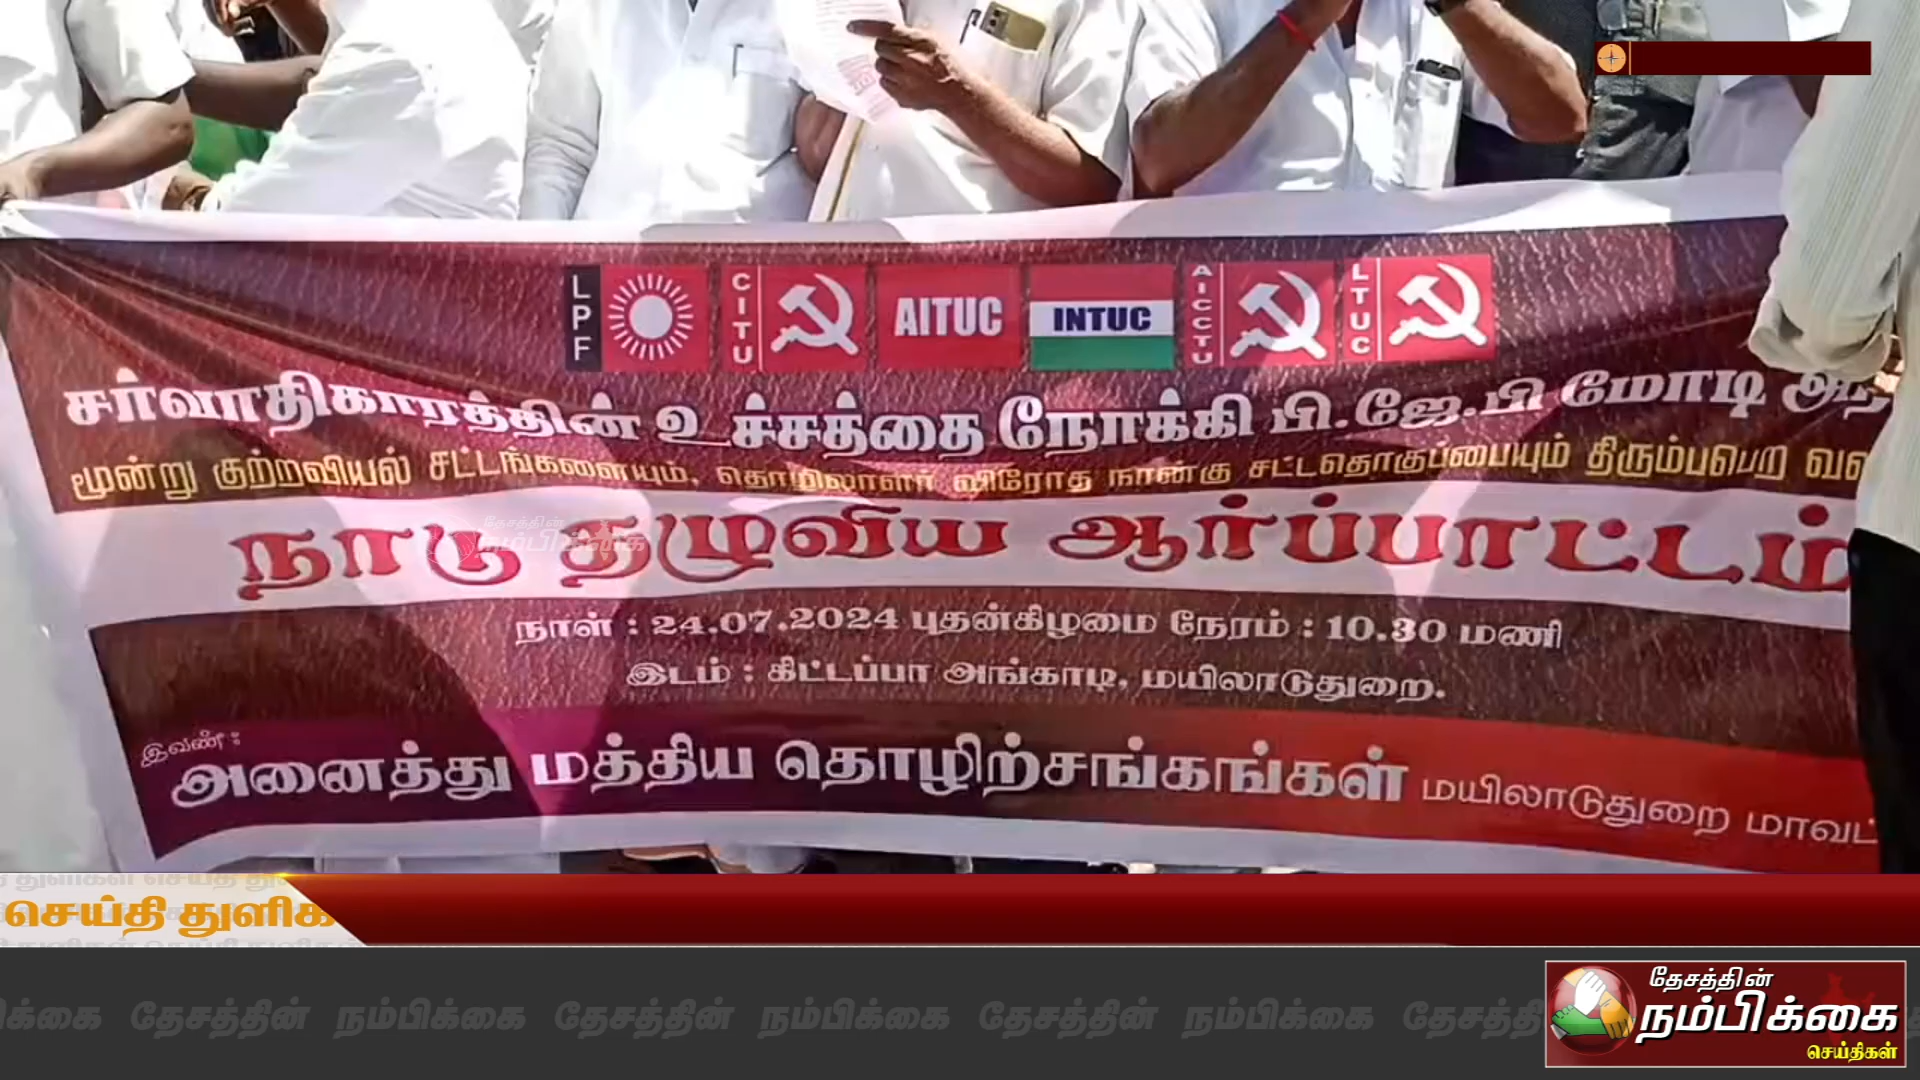 LPF CITU AITUC INTUC AICCTU LTUC
சர்வாதிகாரத்தின் உச்சத்தை நோக்கி பி.ஜே.பி மோடி
மூன்று குற்றவியல் சட்டங்களையும், தொழிலாளர் விரோத நான்கு சட்டதொகுப்பையும் திரும்பபெற
நாடு தழுவிய ஆர்ப்பாட்டம்
தேசத்தின்
நம்பிக்கை
நாள் : 24.07.2024 புதன்கிழமை நேரம் : 10.30 மணி
இடம் : கிட்டப்பா அங்காடி, மயிலாடுதுறை.
இவண் :
அனைத்து மத்திய தொழிற்சங்கங்கள் மயிலாடுதுறை மாவட்
செய்தி துளிக
தேசத்தின் நம்பிக்கை தேசத்தின் நம்பிக்கை தேசத்தின் நம்பிக்கை
தேசத்தின்
நம்பிக்கை
செய்திகள்